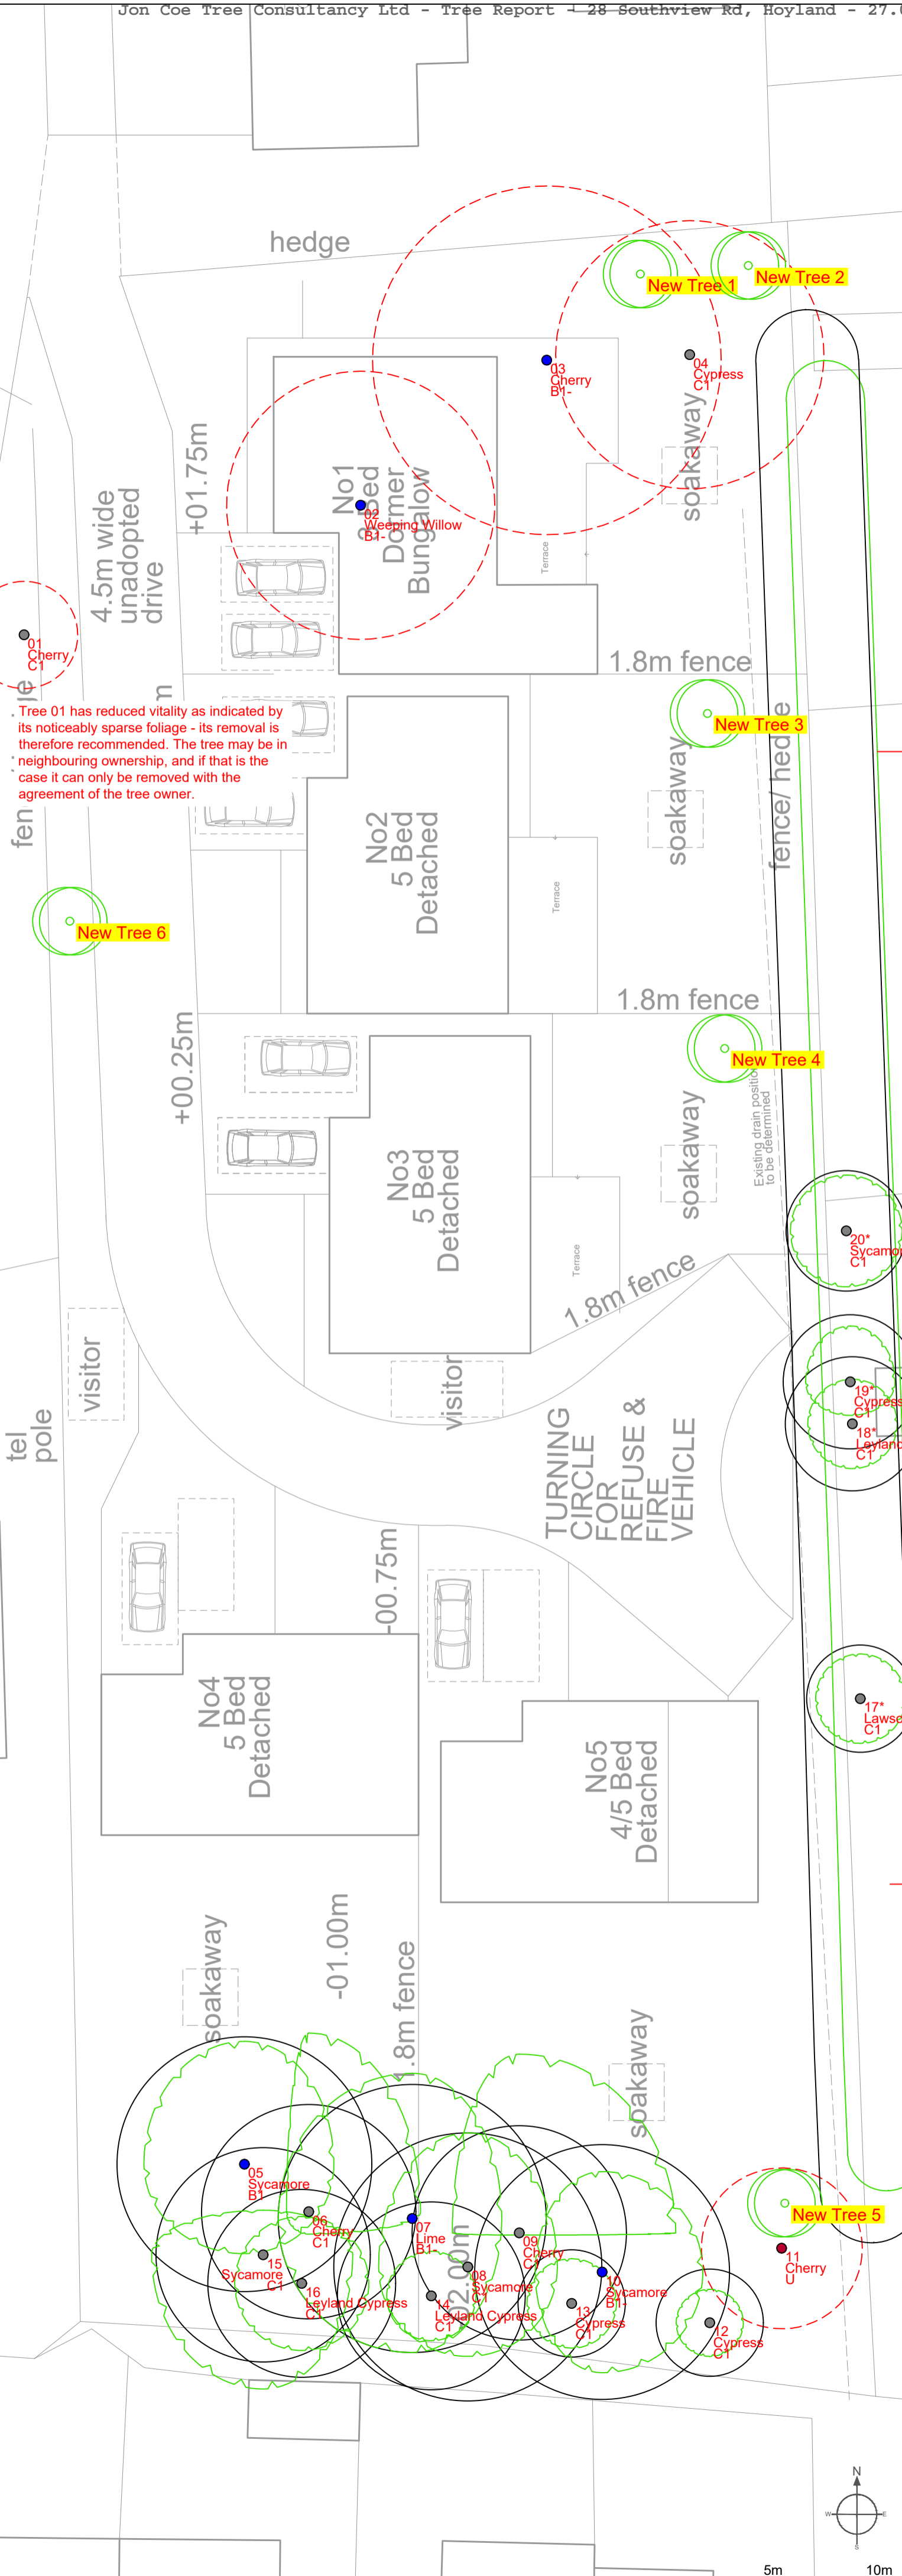 Jon Coe Tree Consultancy Ltd - Tree Report - 28 Southview Rd, Hoyland - 27.
hedge
New Tree 1
New Tree 2
03
Cherry
B1-
04
Cypress
C1
soakaway
+01.75m
4.5m wide
unadopted
drive
No1
Bed
Dormer
Bungalow
02
Weeping Willow
B1-
Terrace
01
Cherry
C1
1.8m fence
Tree 01 has reduced vitality as indicated by
its noticeably sparse foliage - its removal is
therefore recommended. The tree may be in
neighbouring ownership, and if that is the
case it can only be removed with the
agreement of the tree owner.
New Tree 3
soakaway
fence/ hedge
No2
5 Bed
Detached
Terrace
New Tree 6
1.8m fence
+00.25m
New Tree 4
Existing drain position
to be determined
soakaway
No3
5 Bed
Detached
Terrace
1.8m fence
20*
Sycamo
C1
visitor
visitor
19*
Cypress
C1
18*
Leyland
C1
tel
pole
TURNING
CIRCLE
FOR
REFUSE &
FIRE
VEHICLE
-00.75m
17*
Lawso
C1
No4
5 Bed
Detached
No5
4/5 Bed
Detached
-01.00m
soakaway
1.8m fence
soakaway
05
Sycamore
B1
06
Cherry
C1
07
Lime
B1-
08
Sycamore
C1
09
Cherry
C1
10
Sycamore
B1-
New Tree 5
11
Cherry
U
15
Sycamore
C1
16
Leyland Cypress
C1
14
Leyland Cypress
C1
02.00m
13
Cypress
C1
12
Cypress
C1
N
W
E
S
5m
10m